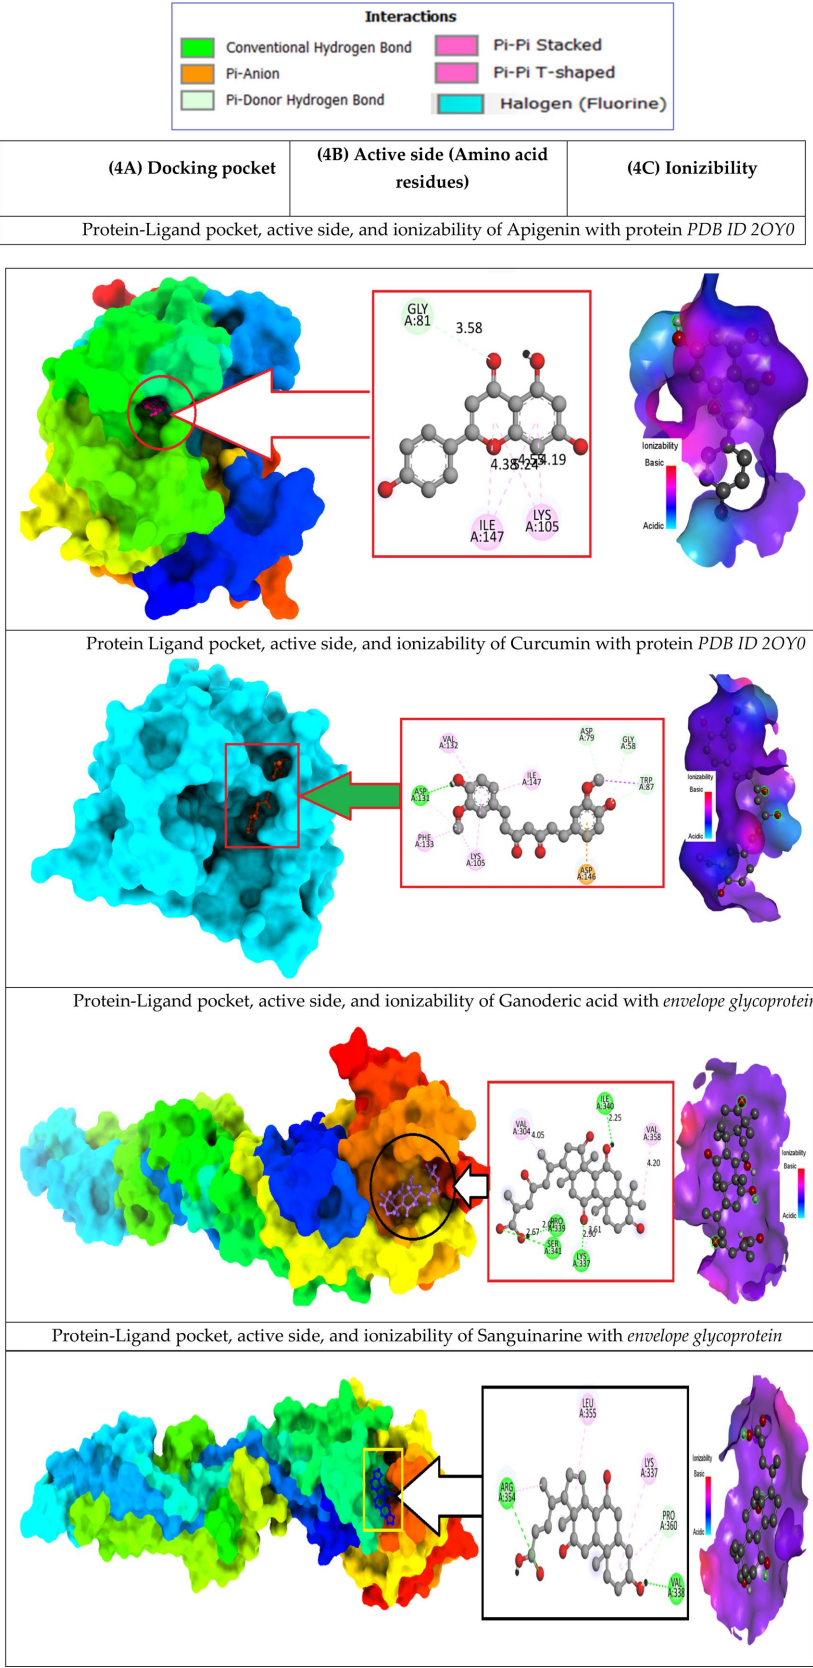 Interactions
Conventional Hydrogen Bond
Pi-Anion
Pi-Donor Hydrogen Bond
Pi-Pi Stacked
Pi-Pi T-shaped
Halogen (Fluorine)
(4A) Docking pocket
(4B) Active side (Amino acid
residues)
(4C) Ionizibility
Protein-Ligand pocket, active side, and ionizability of Apigenin with protein PDB ID 2OY0
GLY
A:81
3.58
4.38
4.19
ILE
A:147
LYS
A:105
Ionizability
Basic
Acidic
Protein Ligand pocket, active side, and ionizability of Curcumin with protein PDB ID 2OY0
VAL
A:132
ASP
A:131
ILE
A:147
PHE
A:133
LYS
A:105
ASP
A:79
GLY
A:58
TRP
A:87
ASP
A:146
Ionizability
Basic
Acidic
Protein-Ligand pocket, active side, and ionizability of Ganoderic acid with envelope glycoprotein
ILE
A:340
2.25
VAL
A:304
4.05
VAL
A:358
4.20
PRO
A:339
2.67
SER
A:341
3.61
2.90
LYS
A:337
Ionizability
Basic
Acidic
Protein-Ligand pocket, active side, and ionizability of Sanguinarine with envelope glycoprotein
LEU
A:355
LYS
A:337
ARG
A:354
PRO
A:360
VAL
A:338
Ionizability
Basic
Acidic